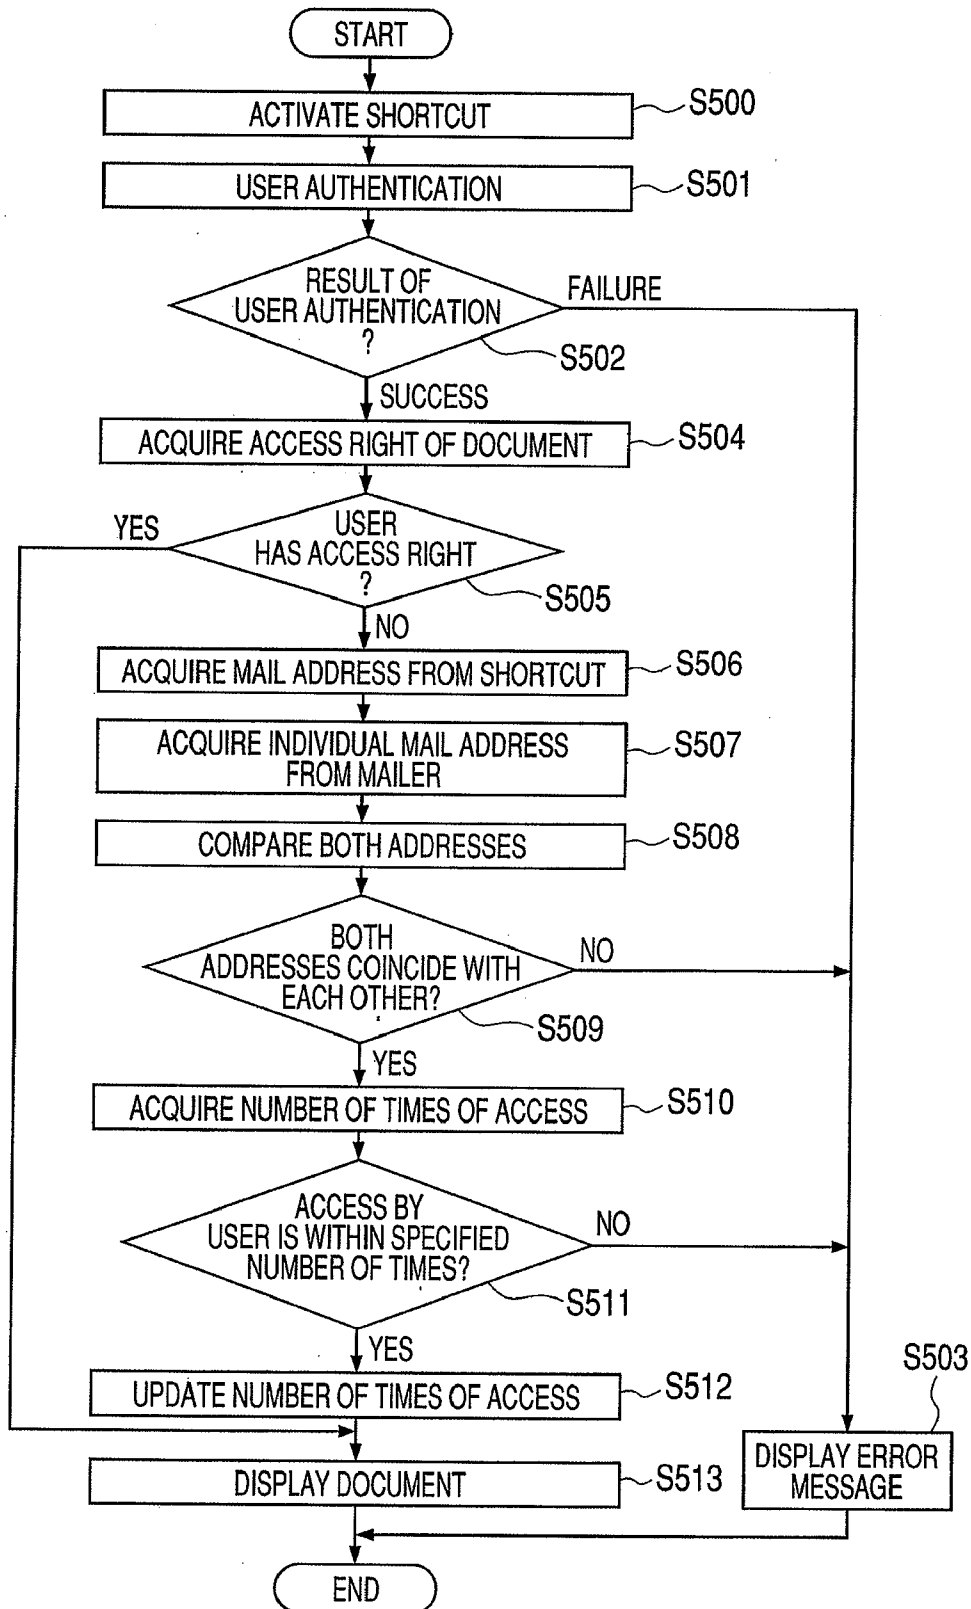 START
ACTIVATE SHORTCUT
S500
USER AUTHENTICATION
S501
RESULT OF
USER AUTHENTICATION
?
FAILURE
S502
SUCCESS
ACQUIRE ACCESS RIGHT OF DOCUMENT
S504
YES
USER
HAS ACCESS RIGHT
?
S505
NO
ACQUIRE MAIL ADDRESS FROM SHORTCUT
S506
ACQUIRE INDIVIDUAL MAIL ADDRESS
FROM MAILER
S507
COMPARE BOTH ADDRESSES
S508
BOTH
ADDRESSES COINCIDE WITH
EACH OTHER?
NO
S509
YES
ACQUIRE NUMBER OF TIMES OF ACCESS
S510
ACCESS BY
USER IS WITHIN SPECIFIED
NUMBER OF TIMES?
NO
S511
YES
UPDATE NUMBER OF TIMES OF ACCESS
S512
S503
DISPLAY ERROR
MESSAGE
DISPLAY DOCUMENT
S513
END